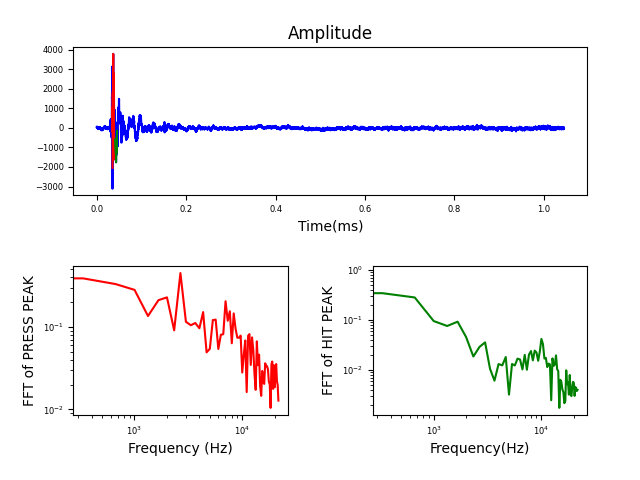 Amplitude
4000
3000
2000
1000
0
−1000
−2000
−3000
0.0 0.2 0.4 0.6 0.8 1.0
Time(ms)
FFT of PRESS PEAK
10⁻¹
10⁻²
10³ 10⁴
Frequency (Hz)
FFT of HIT PEAK
10⁰
10⁻¹
10⁻²
10³ 10⁴
Frequency(Hz)